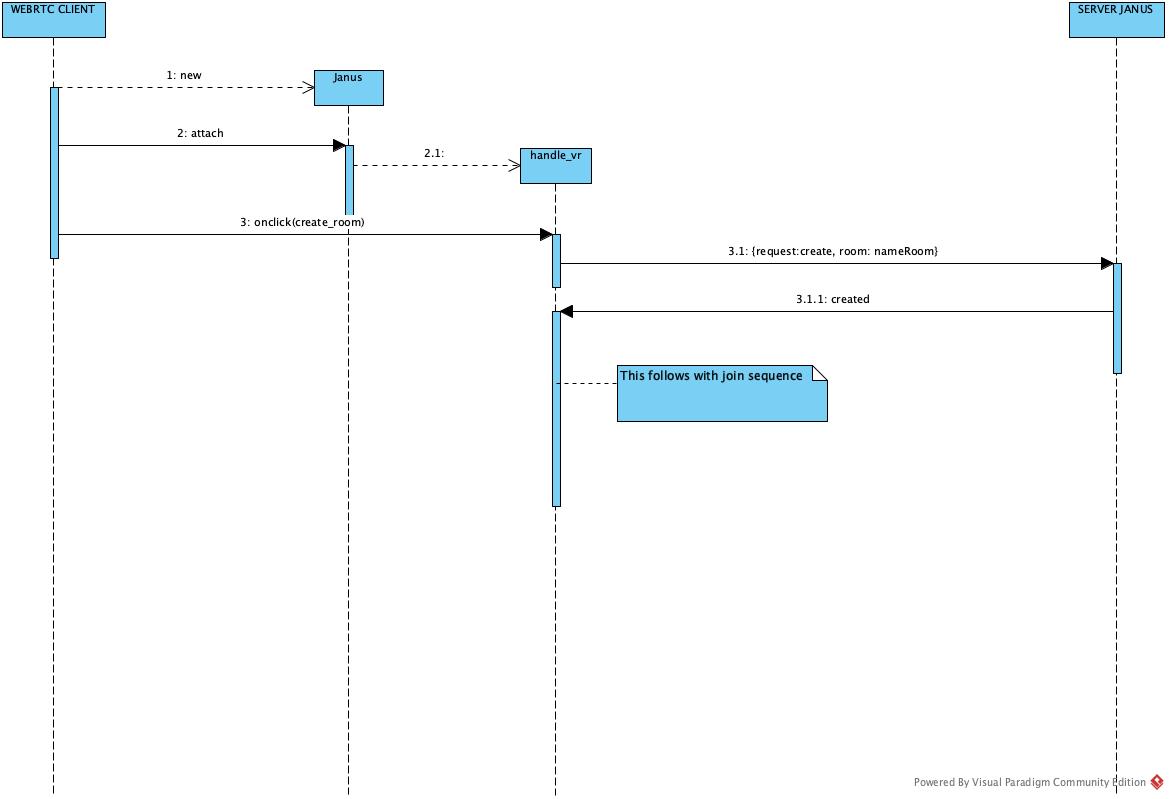 WEBRTC CLIENT
SERVER JANUS
1: new
Janus
2: attach
2.1:
handle_vr
3: onclick(create_room)
3.1: {request:create, room: nameRoom}
3.1.1: created
This follows with join sequence
Powered By Visual Paradigm Community Edition